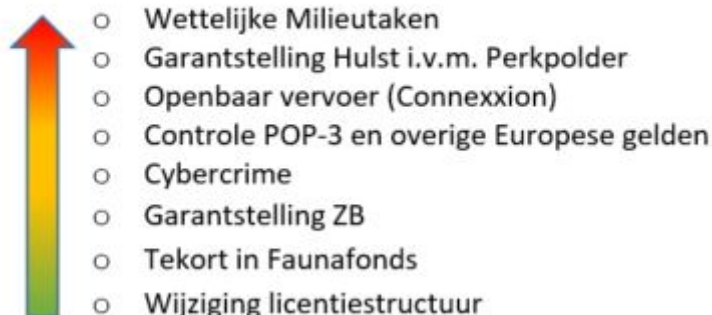 o Wettelijke Milieutaken
o Garantstelling Hulst i.v.m. Perkpolder
o Openbaar vervoer (Connexxion)
o Controle POP-3 en overige Europese gelden
o Cybercrime
o Garantstelling ZB
o Tekort in Faunafonds
o Wijziging licentiestructuur